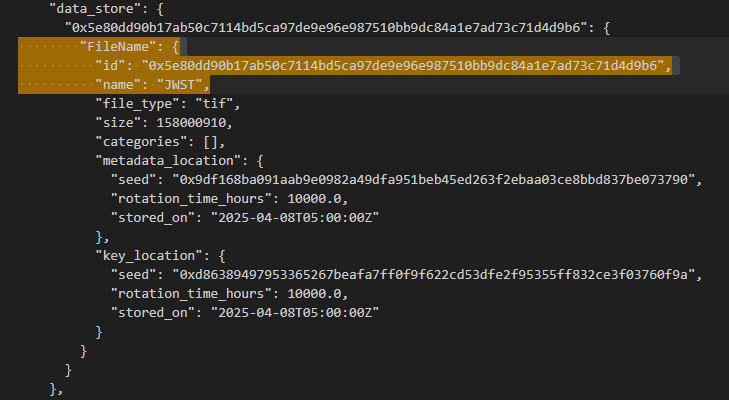 "data_store": {
"0x5e80dd90b17ab50c7114bd5ca97de9e96e987510bb9dc84a1e7ad73c71d4d9b6": {
"FileName": {
"id": "0x5e80dd90b17ab50c7114bd5ca97de9e96e987510bb9dc84a1e7ad73c71d4d9b6",
"name": "JWST",
"file_type": "tif",
"size": 158000910,
"categories": [],
"metadata_location": {
"seed": "0x9df168ba091aab9e0982a49dfa951beb45ed263f2ebaa03ce8bbd837be073790",
"rotation_time_hours": 10000.0,
"stored_on": "2025-04-08T05:00:00Z"
},
"key_location": {
"seed": "0xd86389497953365267beafa7ff0f9f622cd53dfe2f95355ff832ce3f03760f9a",
"rotation_time_hours": 10000.0,
"stored_on": "2025-04-08T05:00:00Z"
}
}
}
},